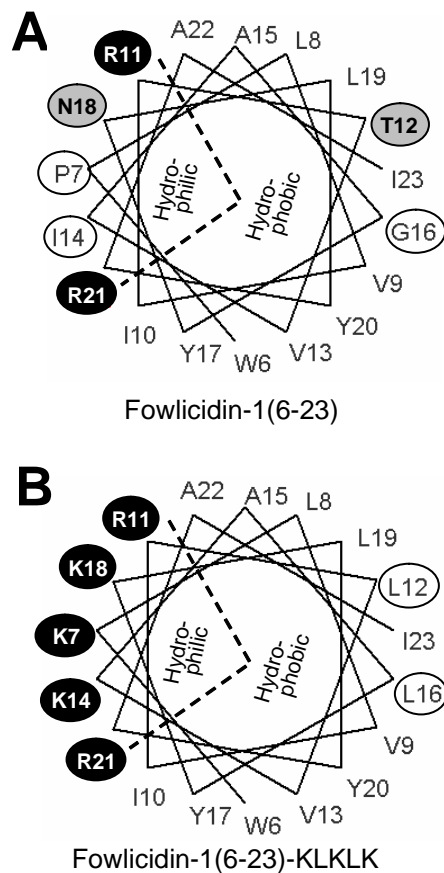 A
A22
A15
L8
R11
L19
N18
T12
P7
Hydro-
philic
Hydro-
phobic
I23
I14
G16
R21
V9
I10
Y20
Y17
V13
W6
Fowlicidin-1(6-23)
B
A22
A15
L8
R11
L19
K18
L12
K7
Hydro-
philic
Hydro-
phobic
I23
K14
L16
R21
V9
I10
Y20
Y17
V13
W6
Fowlicidin-1(6-23)-KLKLK